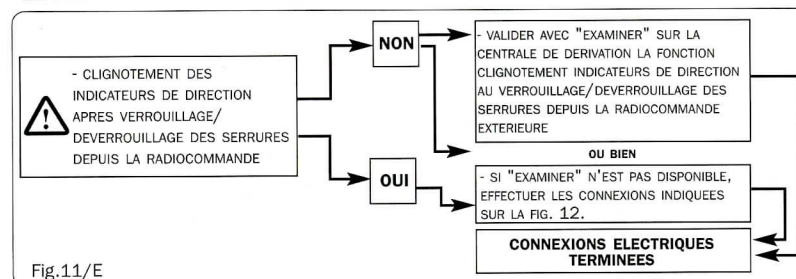 - CLIGNOTEMENT DES
INDICATEURS DE DIRECTION
APRES VERROUILLAGE/
DEVERROUILLAGE DES SERRURES
DEPUIS LA RADIOCOMMANDE
NON
OUI
- VALIDER AVEC "EXAMINER" SUR LA
CENTRALE DE DERIVATION LA FONCTION
CLIGNOTEMENT INDICATEURS DE DIRECTION
AU VERROUILLAGE/DEVERROUILLAGE DES
SERRURES DEPUIS LA RADIOCOMMANDE
EXTERIEURE
OU BIEN
- SI "EXAMINER" N'EST PAS DISPONIBLE,
EFFECTUER LES CONNEXIONS INDIQUEES
SUR LA FIG. 12.
CONNEXIONS ELECTRIQUES
TERMINEES
Fig.11/E